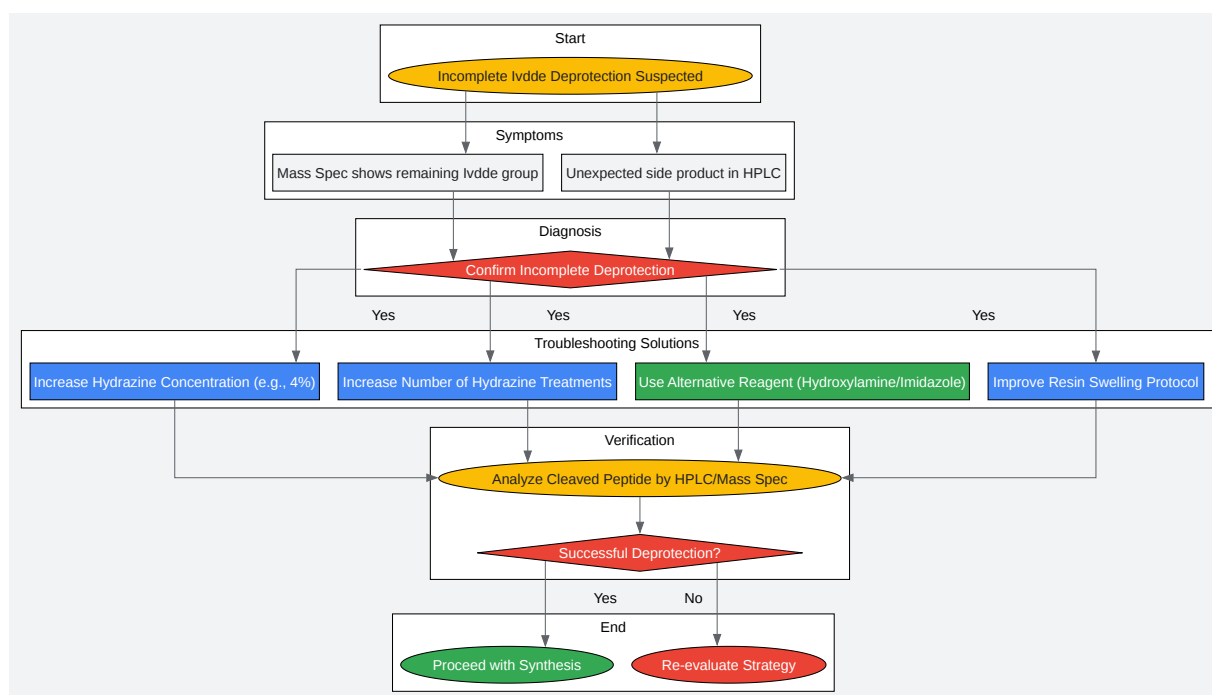 Start
Incomplete Ivdde Deprotection Suspected
Symptoms
Mass Spec shows remaining Ivdde group
Unexpected side product in HPLC
Diagnosis
Confirm Incomplete Deprotection
Yes
Yes
Yes
Yes
Troubleshooting Solutions
Increase Hydrazine Concentration (e.g., 4%)
Increase Number of Hydrazine Treatments
Use Alternative Reagent (Hydroxylamine/Imidazole)
Improve Resin Swelling Protocol
Verification
Analyze Cleaved Peptide by HPLC/Mass Spec
Successful Deprotection?
Yes
No
End
Proceed with Synthesis
Re-evaluate Strategy